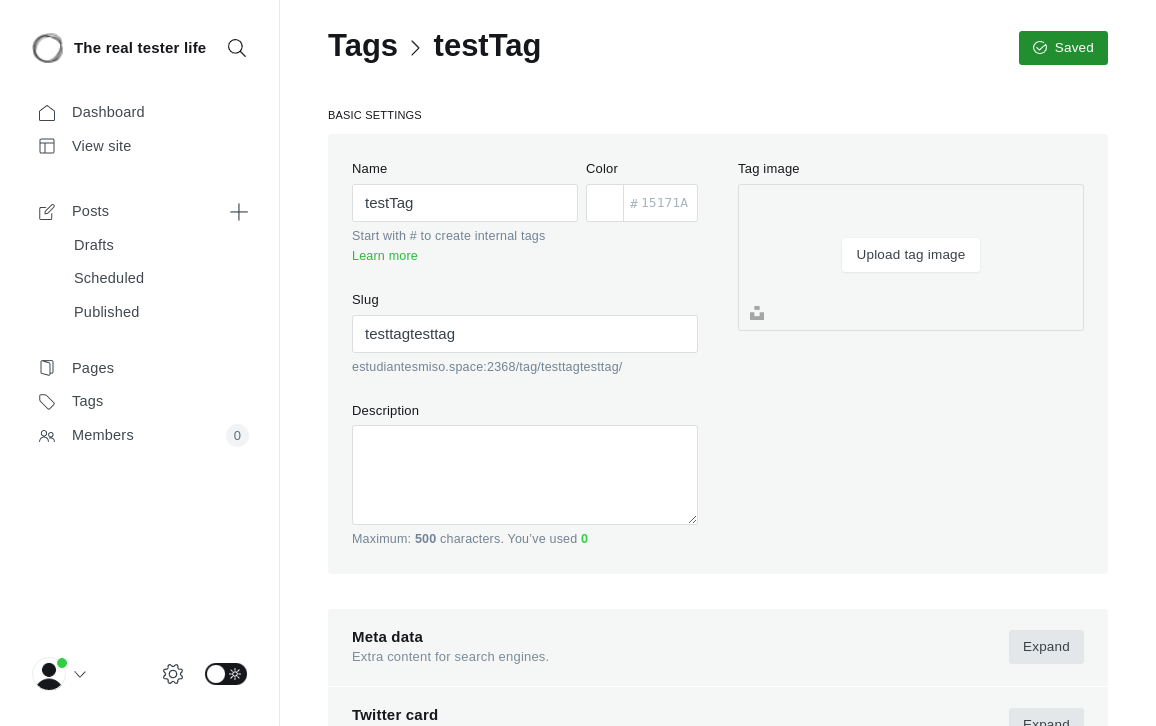 The real tester life
Dashboard
View site
Posts
Drafts
Scheduled
Published
Pages
Tags
Members
0
Tags
testTag
Saved
BASIC SETTINGS
Name
testTag
Start with # to create internal tags
Learn more
Color
# 15171A
Slug
testtagtesttag
estudiantesmiso.space:2368/tag/testtagtesttag/
Description
Maximum: 500 characters. You’ve used 0
Tag image
Upload tag image
Meta data
Extra content for search engines.
Expand
Twitter card
Expand